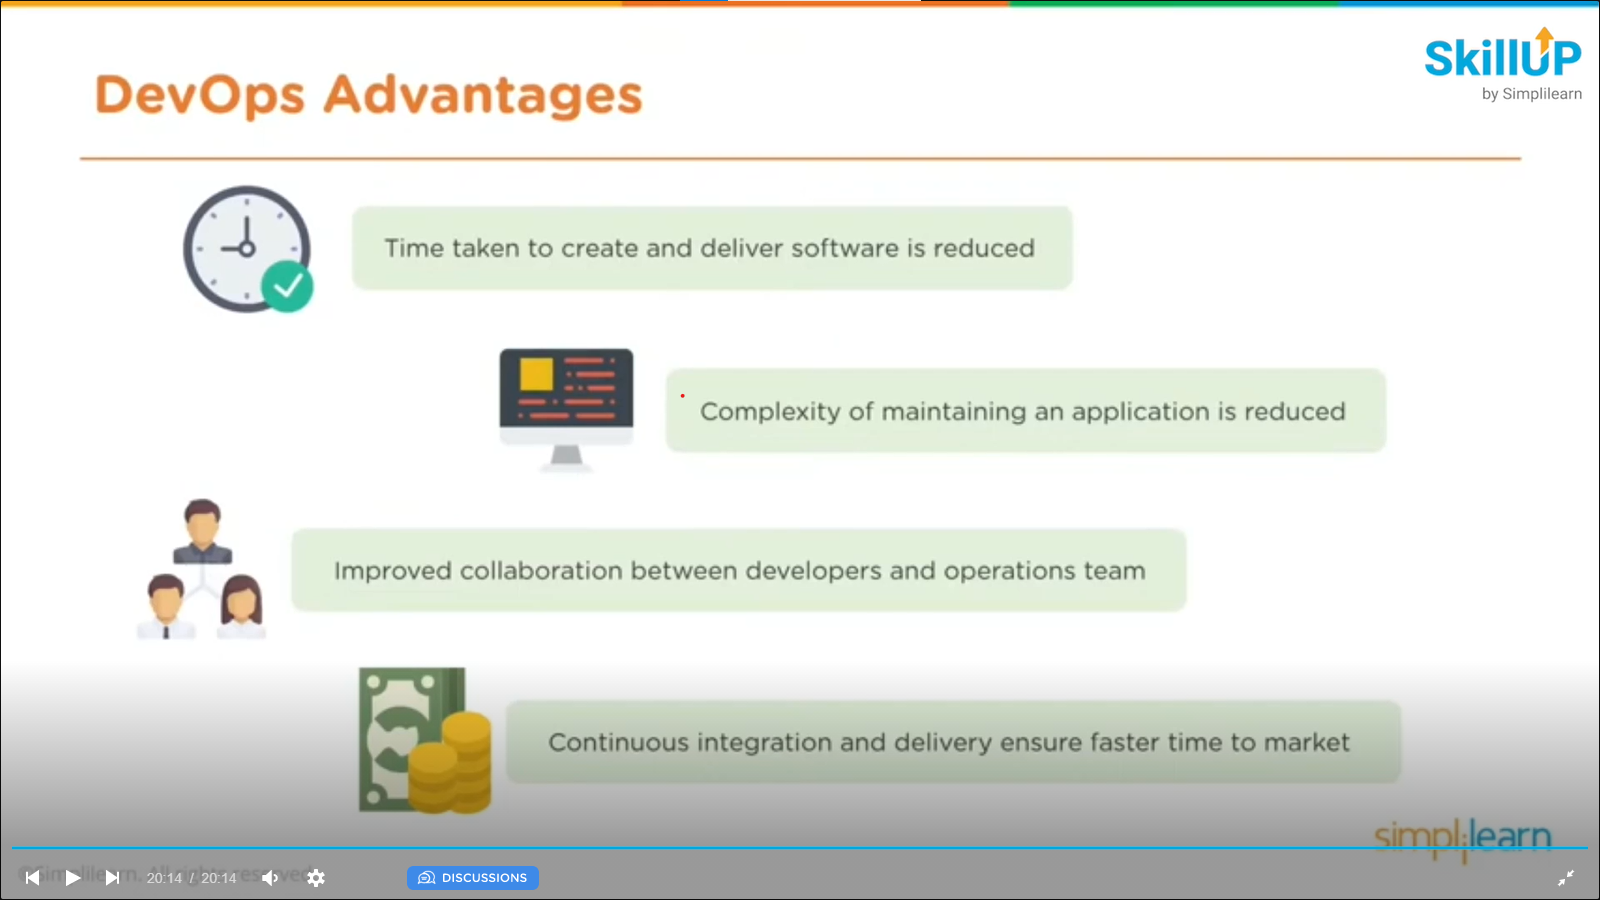 SkillUP
by Simplilearn
DevOps Advantages
Time taken to create and deliver software is reduced
Complexity of maintaining an application is reduced
Improved collaboration between developers and operations team
Continuous integration and delivery ensure faster time to market
simplilearn
©Simplilearn. All rights reserved
20:14 / 20:14
DISCUSSIONS